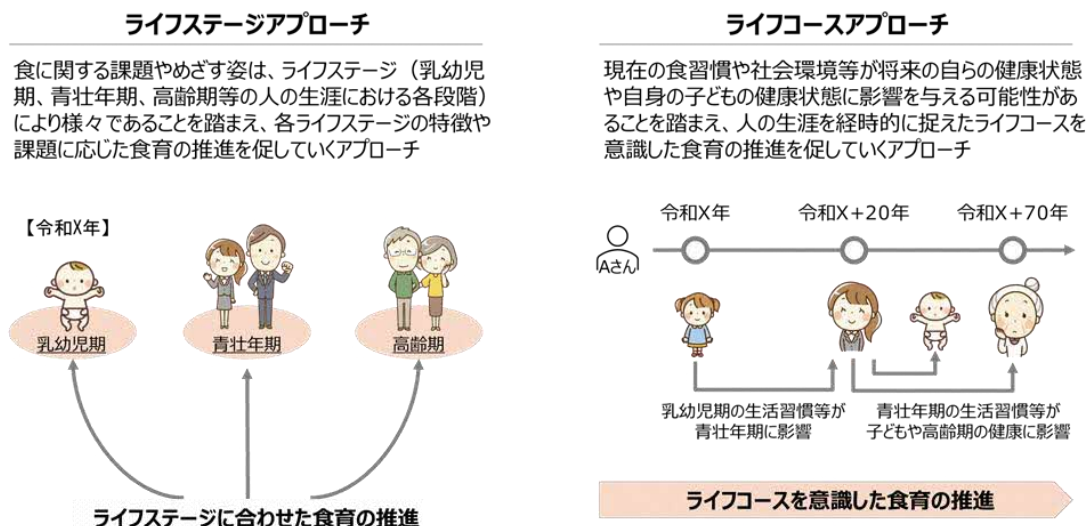 ライフステージアプローチ
食に関する課題やめざす姿は、ライフステージ（乳幼児
期、青壮年期、高齢期等の人の生涯における各段階）
により様々であることを踏まえ、各ライフステージの特徴や
課題に応じた食育の推進を促していくアプローチ
【令和X年】
乳幼児期
青壮年期
高齢期
ライフステージに合わせた食育の推進
ライフコースアプローチ
現在の食習慣や社会環境等が将来の自らの健康状態
や自身の子どもの健康状態に影響を与える可能性があ
ることを踏まえ、人の生涯を経時的に捉えたライフコースを
意識した食育の推進を促していくアプローチ
令和X年
令和X+20年
令和X+70年
Aさん
乳幼児期の生活習慣等が
青壮年期に影響
青壮年期の生活習慣等が
子どもや高齢期の健康に影響
ライフコースを意識した食育の推進